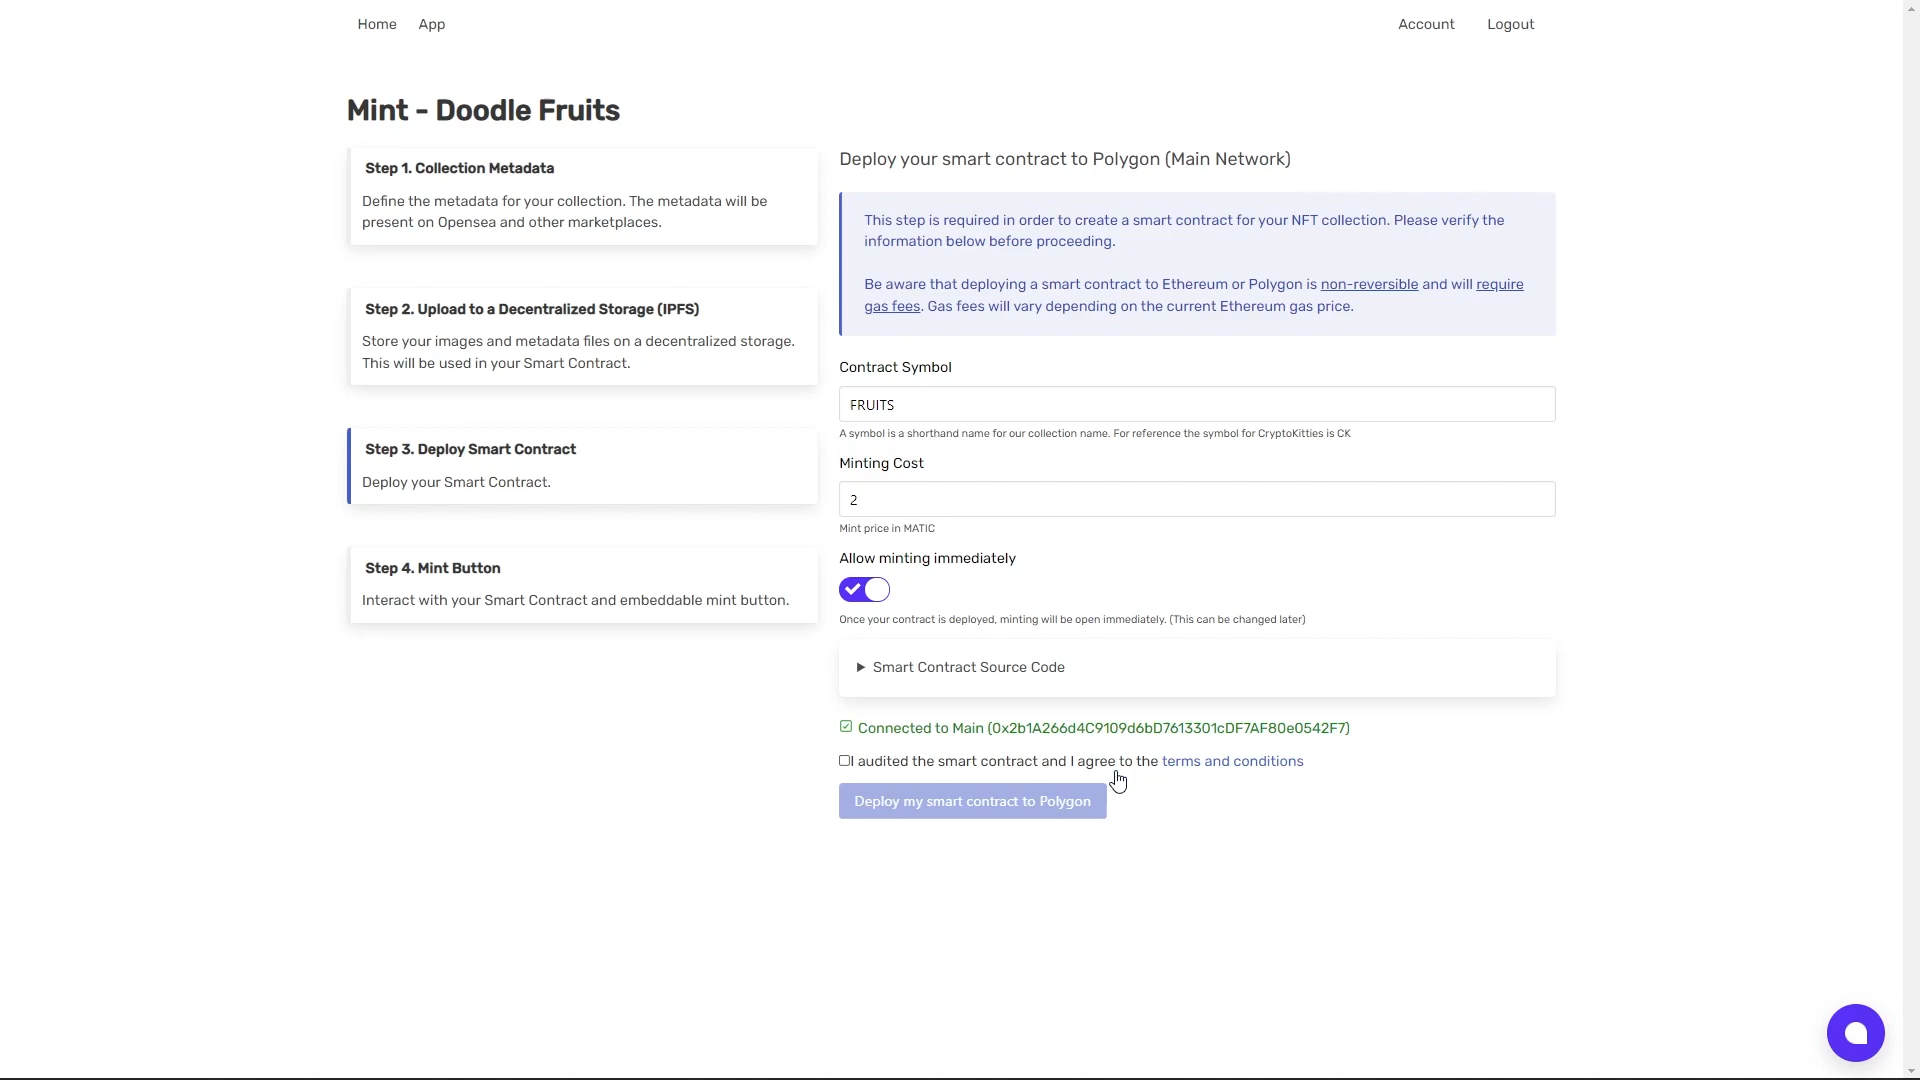 Home App Account Logout
Mint - Doodle Fruits
Step 1. Collection Metadata
Define the metadata for your collection. The metadata will be
present on Opensea and other marketplaces.
Step 2. Upload to a Decentralized Storage (IPFS)
Store your images and metadata files on a decentralized storage.
This will be used in your Smart Contract.
Step 3. Deploy Smart Contract
Deploy your Smart Contract.
Step 4. Mint Button
Interact with your Smart Contract and embeddable mint button.
Deploy your smart contract to Polygon (Main Network)
This step is required in order to create a smart contract for your NFT collection. Please verify the
information below before proceeding.
Be aware that deploying a smart contract to Ethereum or Polygon is non-reversible and will require
gas fees. Gas fees will vary depending on the current Ethereum gas price.
Contract Symbol
FRUITS
A symbol is a shorthand name for our collection name. For reference the symbol for CryptoKitties is CK
Minting Cost
2
Mint price in MATIC
Allow minting immediately
Once your contract is deployed, minting will be open immediately. (This can be changed later)
Smart Contract Source Code
Connected to Main (0x2b1A266d4C9109d6bD7613301cDF7AF80e0542F7)
I audited the smart contract and I agree to the terms and conditions
Deploy my smart contract to Polygon